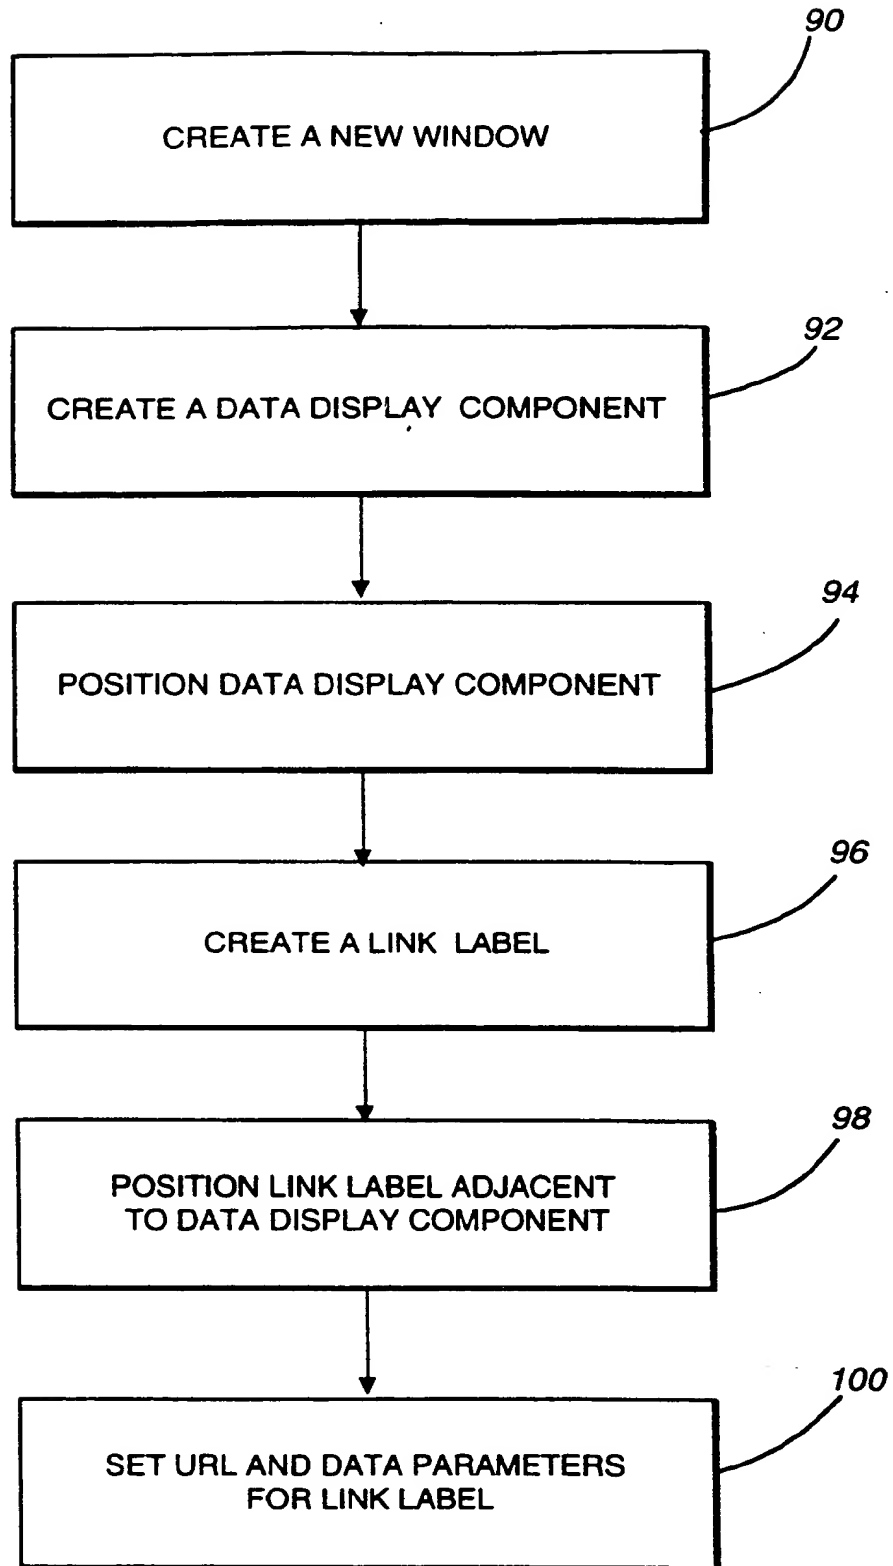 90
CREATE A NEW WINDOW
92
CREATE A DATA DISPLAY COMPONENT
94
POSITION DATA DISPLAY COMPONENT
96
CREATE A LINK LABEL
98
POSITION LINK LABEL ADJACENT
TO DATA DISPLAY COMPONENT
100
SET URL AND DATA PARAMETERS
FOR LINK LABEL